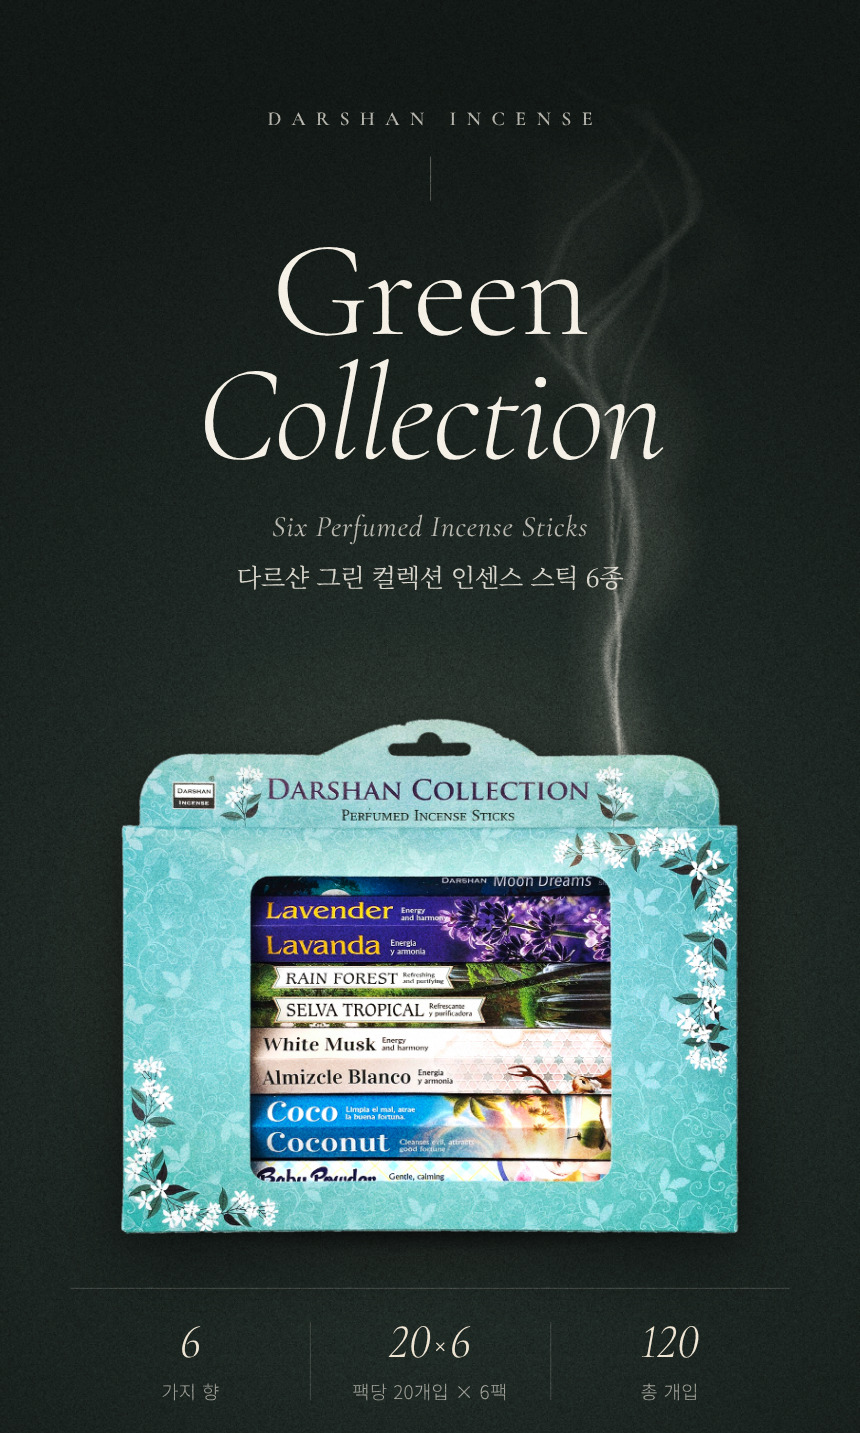 DARSHAN INCENSE
Green
Collection
Six Perfumed Incense Sticks
다르샨 그린 컬렉션 인센스 스틱 6종
DARSHAN
INCENSE
DARSHAN COLLECTION
PERFUMED INCENSE STICKS
DARSHAN Moon Dreams
Lavender Energy and harmony
Lavanda Energia y armonia
RAIN FOREST Refreshing and purifying
SELVA TROPICAL Refrescante y purificadora
White Musk Energy and harmony
Almizcle Blanco Energia y armonia
Coco Limpia el mal, atrae la buena fortuna.
Coconut Cleanses evil, attracts good fortune
Baby Powder Gentle, calming
6
가지 향
20×6
팩당 20개입 × 6팩
120
총 개입